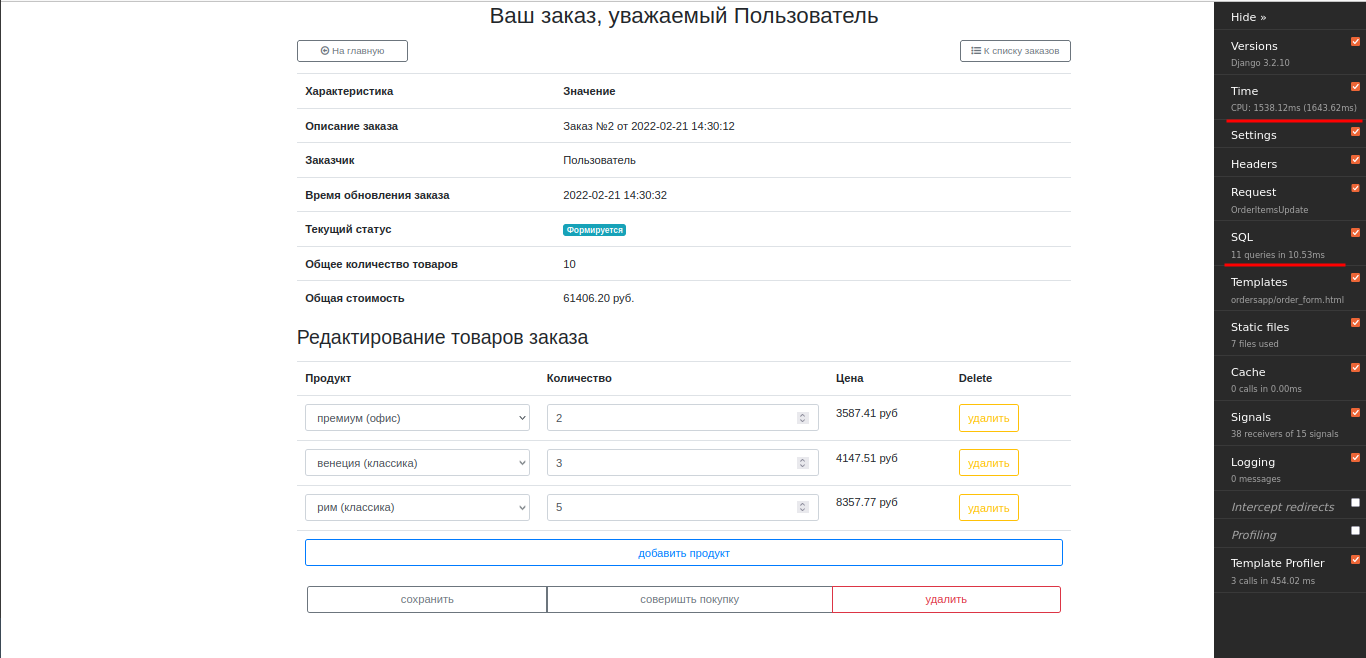 Ваш заказ, уважаемый Пользователь
На главную
К списку заказов
Характеристика Значение
Описание заказа Заказ №2 от 2022-02-21 14:30:12
Заказчик Пользователь
Время обновления заказа 2022-02-21 14:30:32
Текущий статус Формируется
Общее количество товаров 10
Общая стоимость 61406.20 руб.
Редактирование товаров заказа
Продукт Количество Цена Delete
премиум (офис) 2 3587.41 руб удалить
венеция (классика) 3 4147.51 руб удалить
рим (классика) 5 8357.77 руб удалить
добавить продукт
сохранить соверишть покупку удалить
Hide »
Versions
Django 3.2.10
Time
CPU: 1538.12ms (1643.62ms)
Settings
Headers
Request
OrderItemsUpdate
SQL
11 queries in 10.53ms
Templates
ordersapp/order_form.html
Static files
7 files used
Cache
0 calls in 0.00ms
Signals
38 receivers of 15 signals
Logging
0 messages
Intercept redirects
Profiling
Template Profiler
3 calls in 454.02 ms